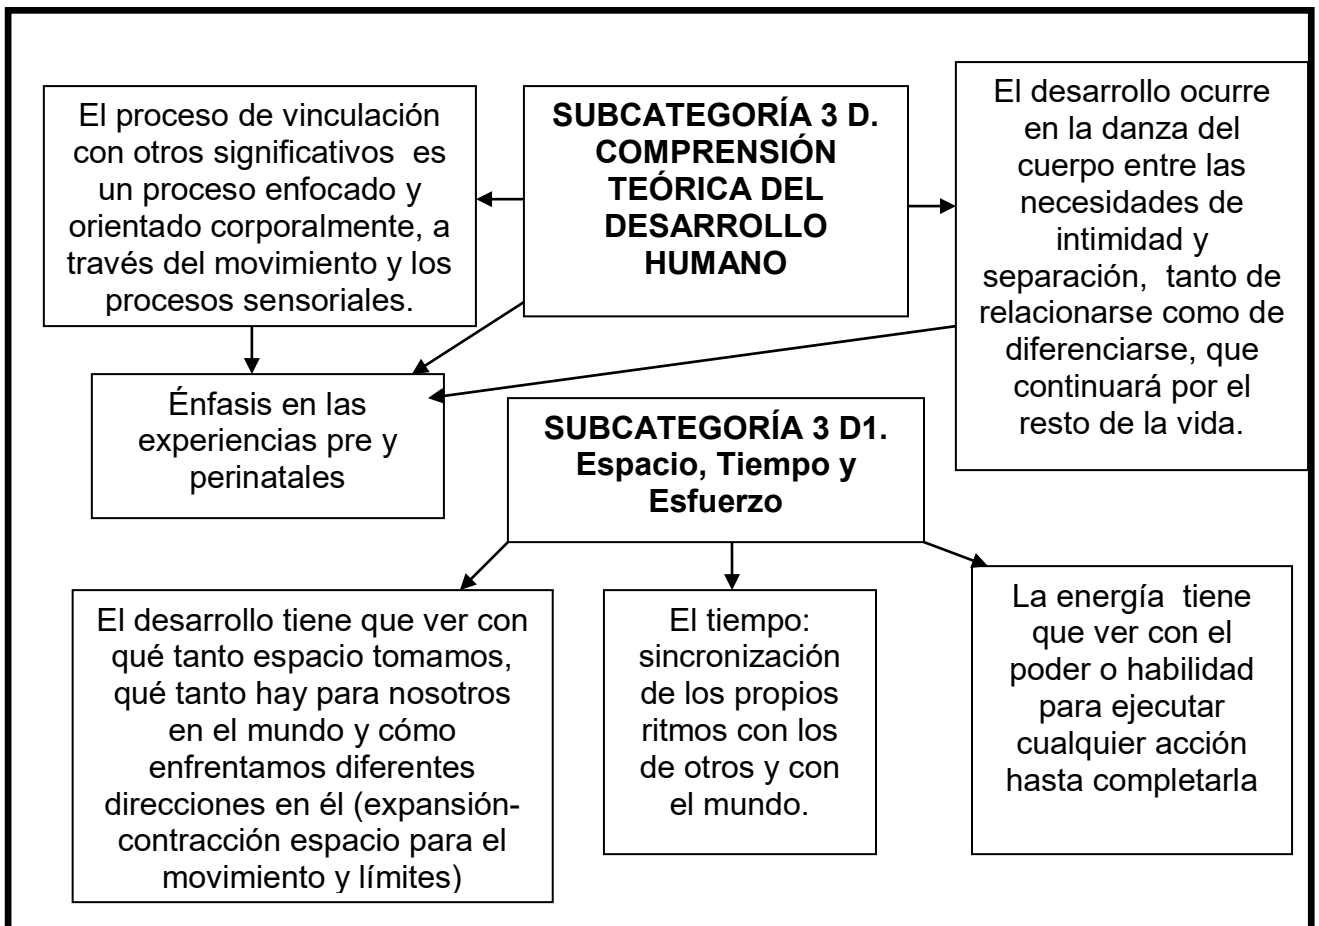 El proceso de vinculación
con otros significativos  es
un proceso enfocado y
orientado corporalmente, a
través del movimiento y los
procesos sensoriales.
SUBCATEGORÍA 3 D.
COMPRENSIÓN
TEÓRICA DEL
DESARROLLO
HUMANO
El desarrollo ocurre
en la danza del
cuerpo entre las
necesidades de
intimidad y
separación,  tanto de
relacionarse como de
diferenciarse, que
continuará por el
resto de la vida.
Énfasis en las
experiencias pre y
perinatales
SUBCATEGORÍA 3 D1.
Espacio, Tiempo y
Esfuerzo
El desarrollo tiene que ver con
qué tanto espacio tomamos,
qué tanto hay para nosotros
en el mundo y cómo
enfrentamos diferentes
direcciones en él (expansión-
contracción espacio para el
movimiento y límites)
El tiempo:
sincronización
de los propios
ritmos con los
de otros y con
el mundo.
La energía  tiene
que ver con el
poder o habilidad
para ejecutar
cualquier acción
hasta completarla